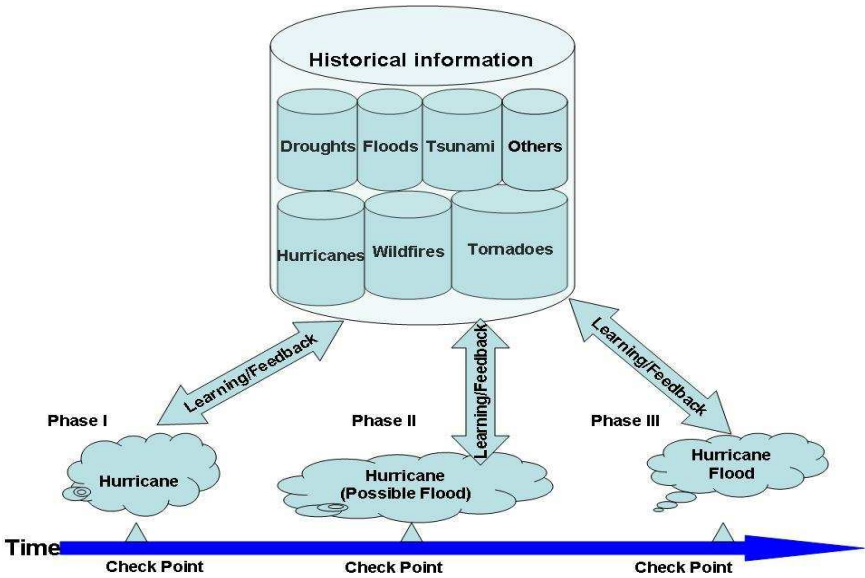 Historical information
Droughts Floods Tsunami Others
Hurricanes Wildfires Tornadoes
Learning/Feedback
Learning/Feedback
Learning/Feedback
Phase I
Phase II
Phase III
Hurricane
Hurricane
(Possible Flood)
Hurricane
Flood
Time
Check Point
Check Point
Check Point